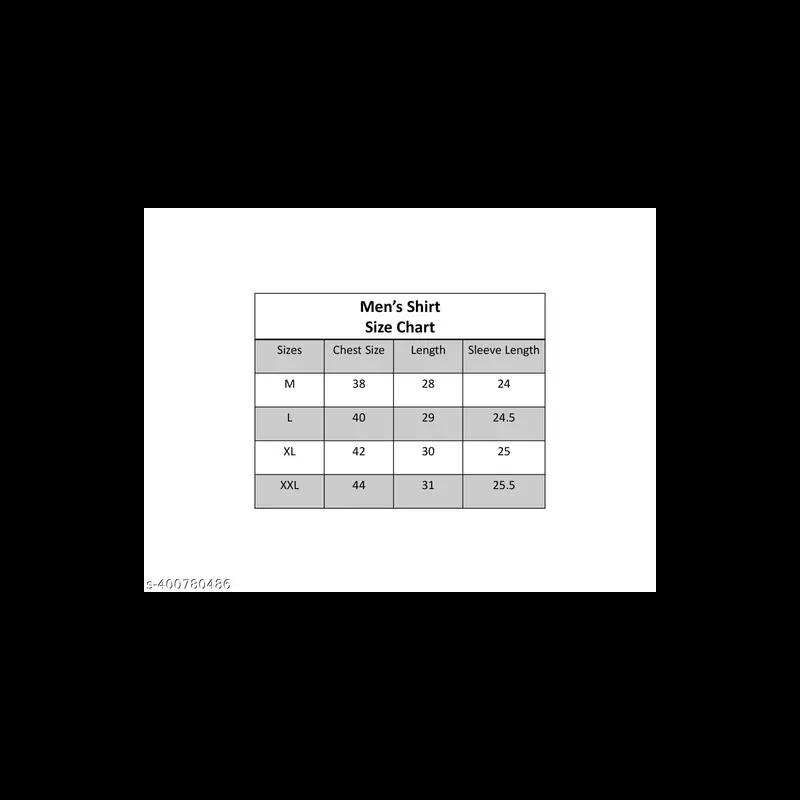 Men’s Shirt
Size Chart
Sizes Chest Size Length Sleeve Length
M 38 28 24
L 40 29 24.5
XL 42 30 25
XXL 44 31 25.5
s-400780486